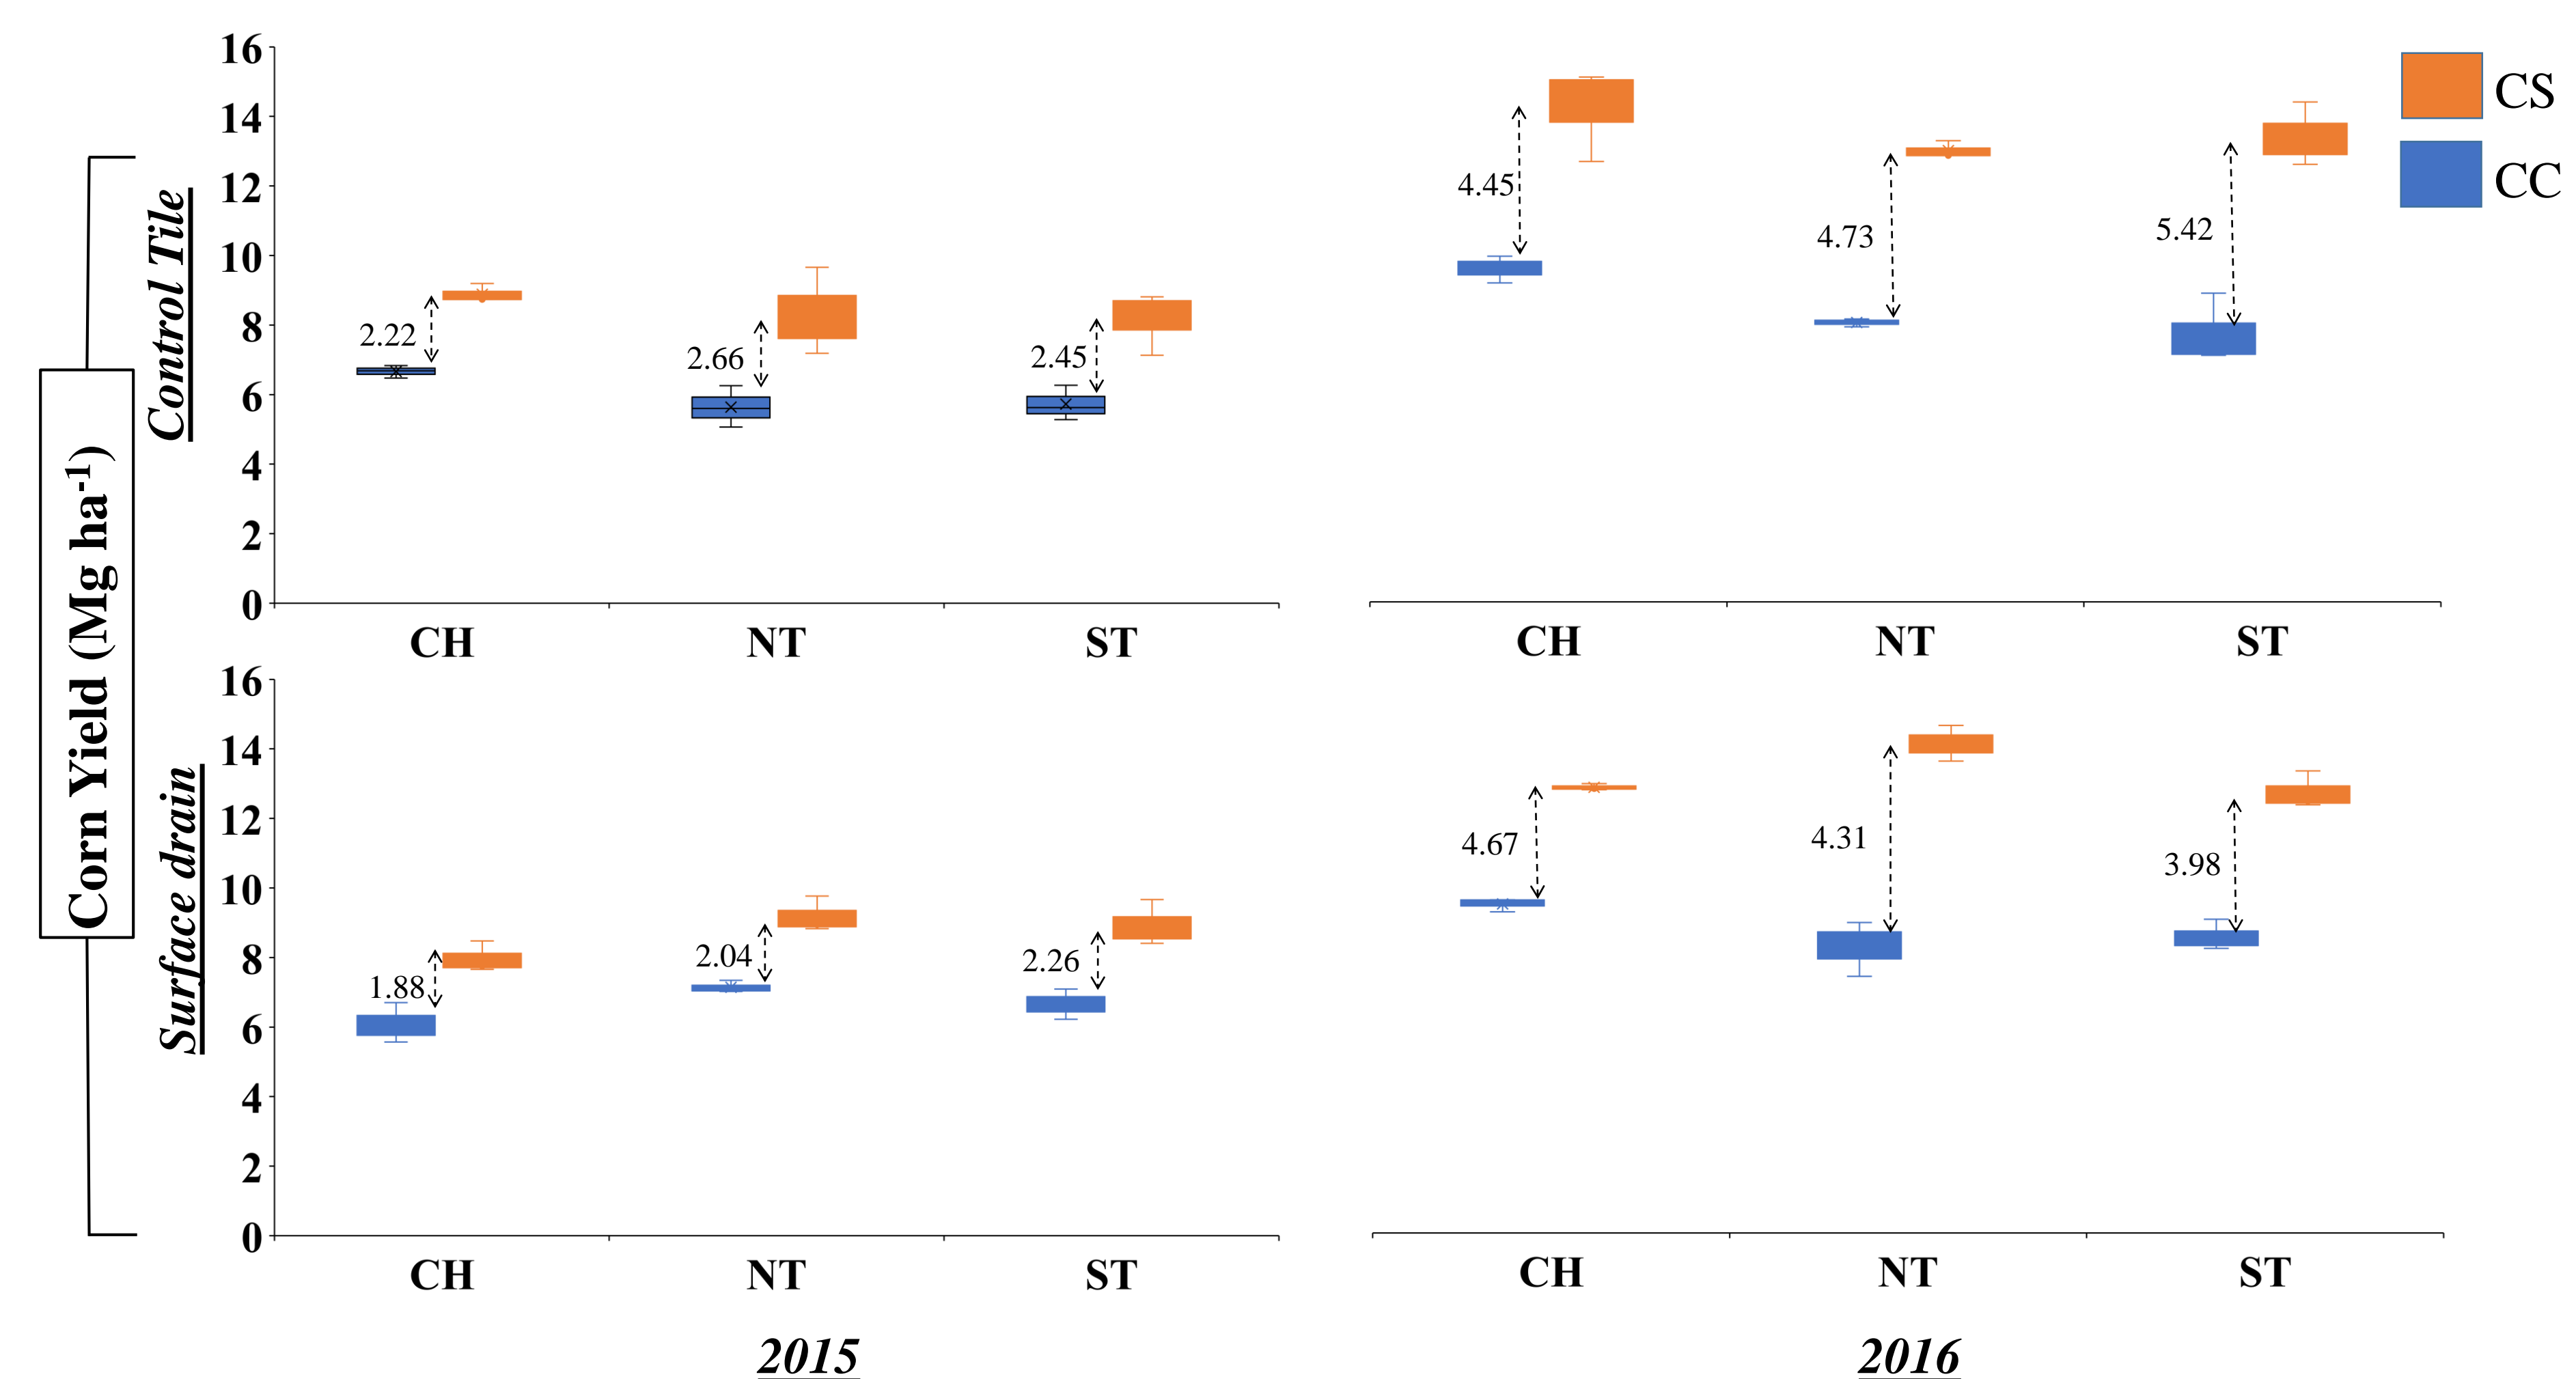 Corn Yield (Mg ha-1)
Control Tile
16
14
12
10
8
6
4
2
0
2.22
2.66
2.45
CH
NT
ST
4.45
4.73
5.42
CH
NT
ST
CS
CC
Surface drain
16
14
12
10
8
6
4
2
0
1.88
2.04
2.26
CH
NT
ST
4.67
4.31
3.98
CH
NT
ST
2015
2016